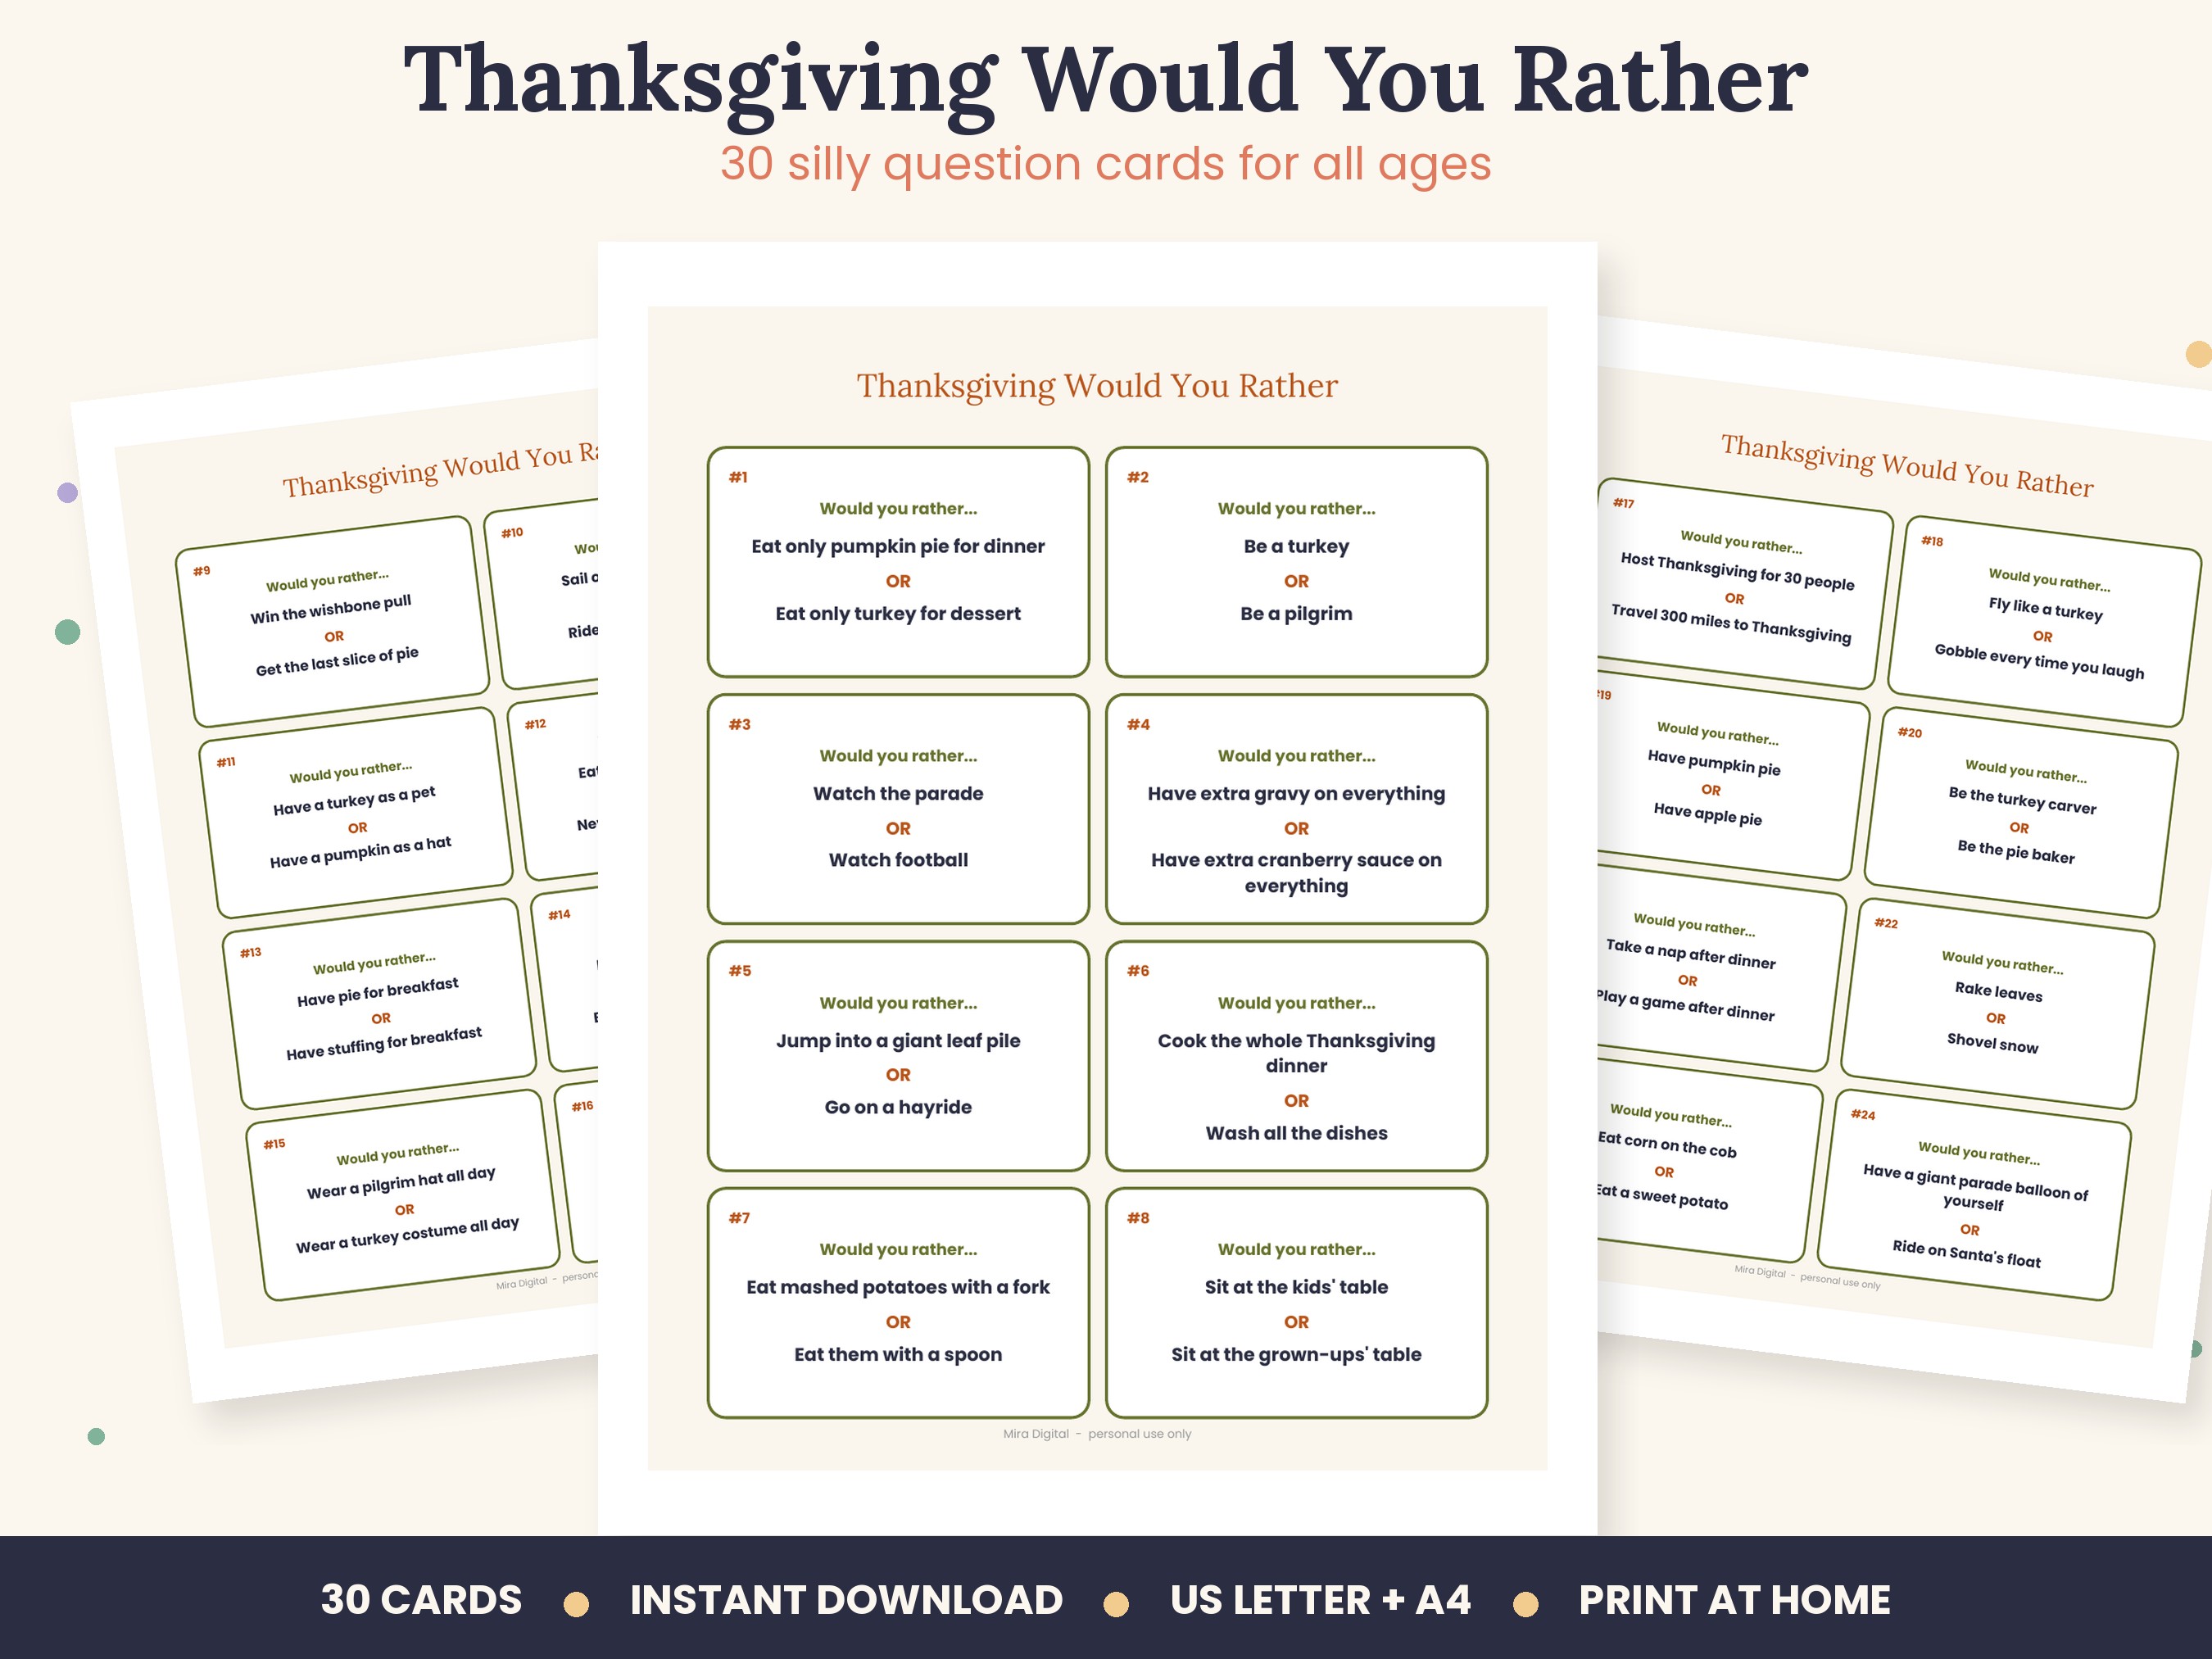 Thanksgiving Would You Rather
30 silly question cards for all ages
Thanksgiving Would You
#9
Would you rather...
Win the wishbone pull
OR
Get the last slice of pie
#10
Sail
Ride
#11
Would you rather...
Have a turkey as a pet
OR
Have a pumpkin as a hat
#12
#13
Would you rather...
Have pie for breakfast
OR
Have stuffing for breakfast
#14
#15
Would you rather...
Wear a pilgrim hat all day
OR
Wear a turkey costume all day
#16
Mira Digital -
Thanksgiving Would You Rather
#1
Would you rather...
Eat only pumpkin pie for dinner
OR
Eat only turkey for dessert
#2
Would you rather...
Be a turkey
OR
Be a pilgrim
#3
Would you rather...
Watch the parade
OR
Watch football
#4
Would you rather...
Have extra gravy on everything
OR
Have extra cranberry sauce on
everything
#5
Would you rather...
Jump into a giant leaf pile
OR
Go on a hayride
#6
Would you rather...
Cook the whole Thanksgiving
dinner
OR
Wash all the dishes
#7
Would you rather...
Eat mashed potatoes with a fork
OR
Eat them with a spoon
#8
Would you rather...
Sit at the kids' table
OR
Sit at the grown-ups' table
Mira Digital - personal use only
Thanksgiving Would You Rather
#17
Would you rather...
Host Thanksgiving for 30 people
OR
Travel 300 miles to Thanksgiving
#18
Would you rather...
Fly like a turkey
OR
Gobble every time you laugh
#19
Would you rather...
Have pumpkin pie
OR
Have apple pie
#20
Would you rather...
Be the turkey carver
OR
Be the pie baker
Would you rather...
Take a nap after dinner
OR
Play a game after dinner
#22
Would you rather...
Rake leaves
OR
Shovel snow
Would you rather...
Eat corn on the cob
OR
Eat a sweet potato
#24
Would you rather...
Have a giant parade balloon of
yourself
OR
Ride on Santa's float
Mira Digital - personal use only
30 CARDS • INSTANT DOWNLOAD • US LETTER + A4 • PRINT AT HOME